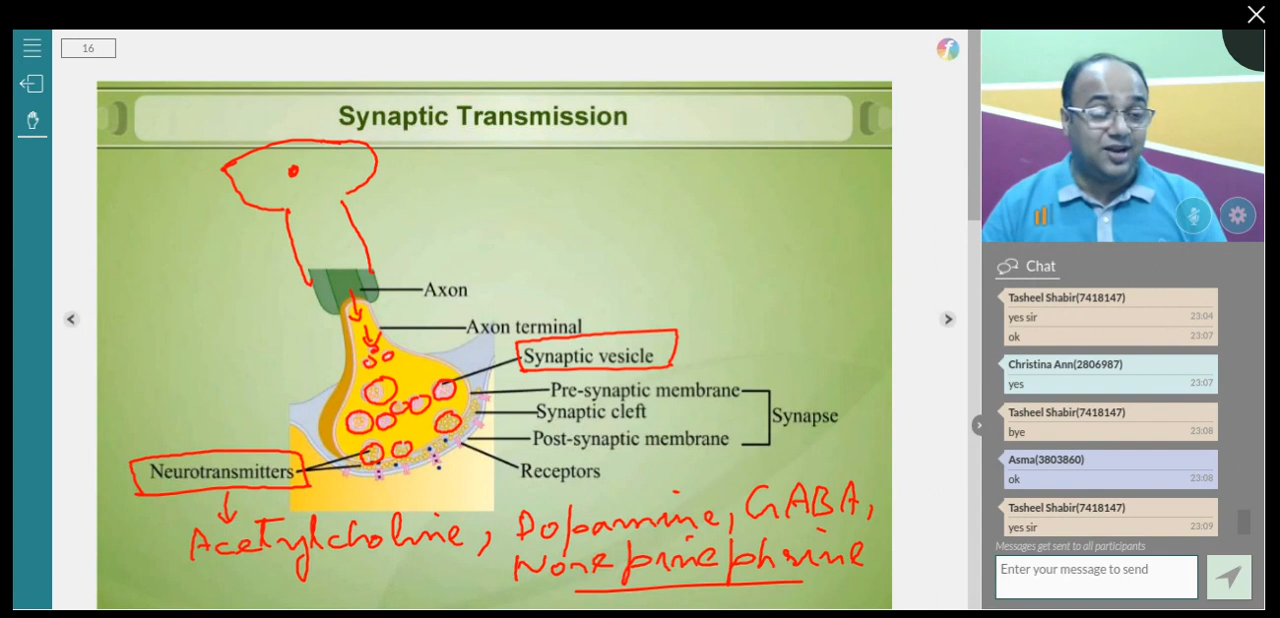 16
Synaptic Transmission
Axon
Axon terminal
Synaptic vesicle
Pre-synaptic membrane
Synaptic cleft
Synapse
Post-synaptic membrane
Neurotransmitters
Receptors
Acetylcholine, Dopamine, GABA,
Norepinephrine
f
Chat
Tasheel Shabir(7418147)
yes sir 23:04
ok 23:07
Christina Ann(2806987)
yes 23:07
Tasheel Shabir(7418147)
bye 23:08
Asma(3803860)
ok 23:08
Tasheel Shabir(7418147)
yes sir 23:09
Messages get sent to all participants
Enter your message to send